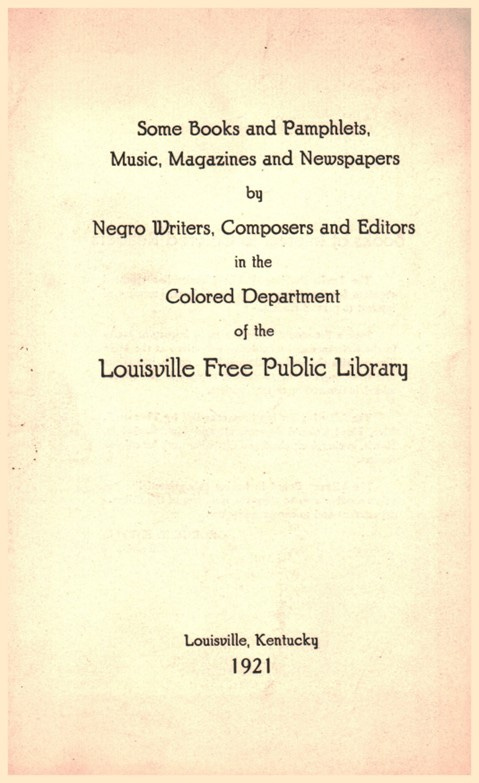 Some Books and Pamphlets,
Music, Magazines and Newspapers
by
Negro Writers, Composers and Editors
in the
Colored Department
of the
Louisville Free Public Library
Louisville, Kentucky
1921